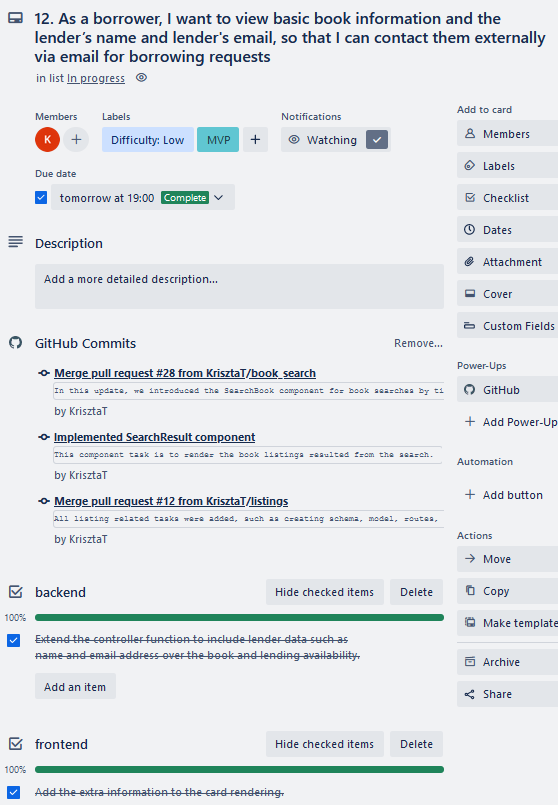 12. As a borrower, I want to view basic book information and the
lender’s name and lender's email, so that I can contact them externally
via email for borrowing requests
in list In progress
Members
Labels
Notifications
K
Difficulty: Low
MVP
Watching
Due date
tomorrow at 19:00 Complete
Description
Add a more detailed description...
GitHub Commits
Remove...
Merge pull request #28 from KrisztaT/book_search
In this update, we introduced the SearchBook component for book searches by ti
by KrisztaT
Implemented SearchResult component
This component task is to render the book listings resulted from the search.
by KrisztaT
Merge pull request #12 from KrisztaT/listings
All listing related tasks were added, such as creating schema, model, routes,
by KrisztaT
backend
Hide checked items
Delete
100%
Extend the controller function to include lender data such as
name and email address over the book and lending availability.
Add an item
frontend
Hide checked items
Delete
100%
Add the extra information to the card rendering.
Add to card
Members
Labels
Checklist
Dates
Attachment
Cover
Custom Fields
Power-Ups
GitHub
Add Power-Up
Automation
Add button
Actions
Move
Copy
Make template
Archive
Share